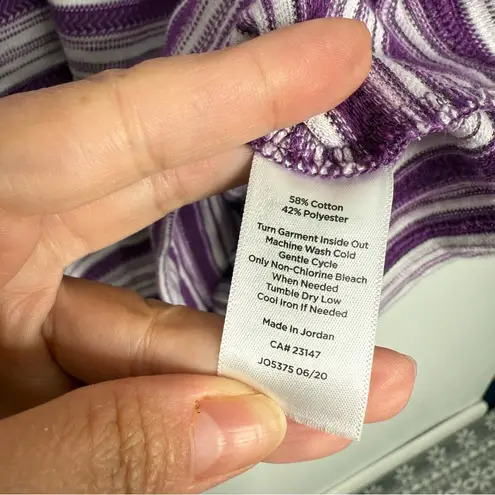 58% Cotton
42% Polyester
Turn Garment Inside Out
Machine Wash Cold
Gentle Cycle
Only Non-Chlorine Bleach
When Needed
Tumble Dry Low
Cool Iron If Needed
Made in Jordan
CA# 23147
JO5375 06/20